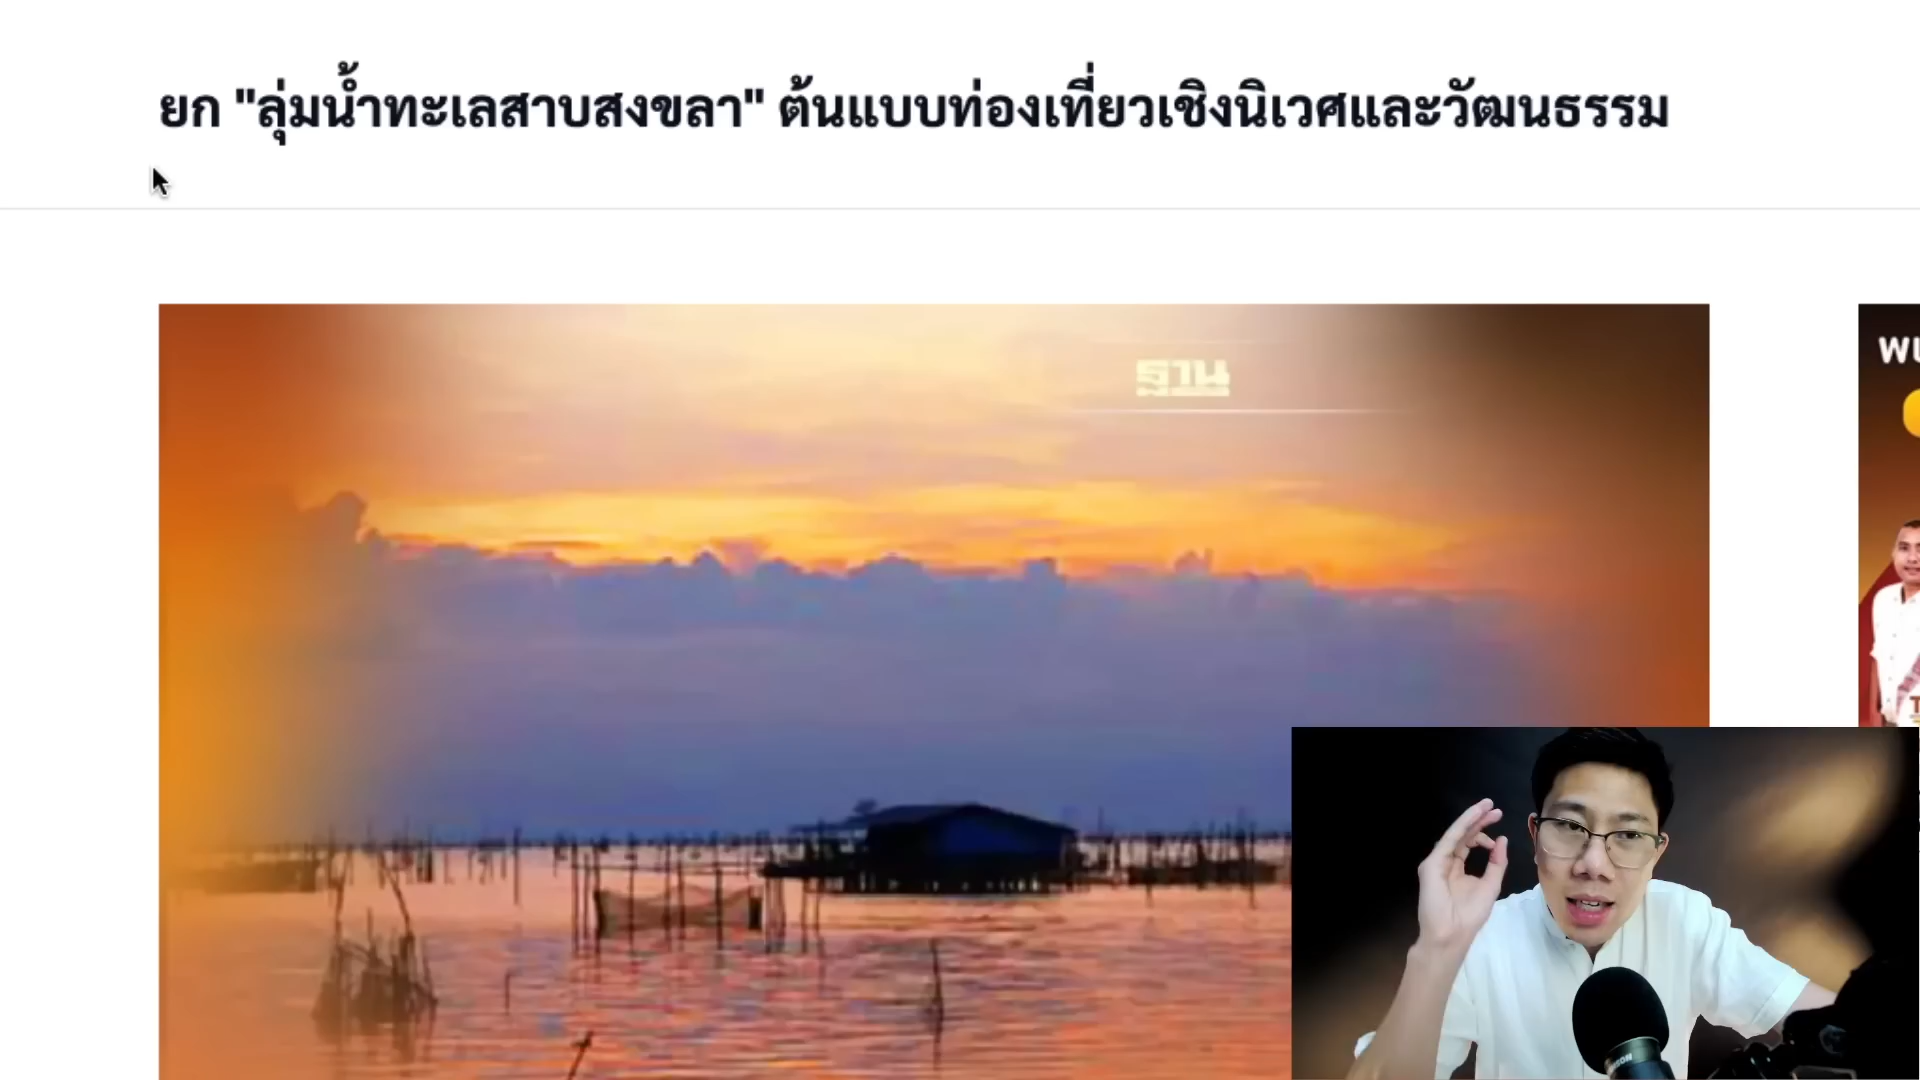 ยก "ลุ่มน้ำทะเลสาบสงขลา" ต้นแบบท่องเที่ยวเชิงนิเวศและวัฒนธรรม
ฐาน